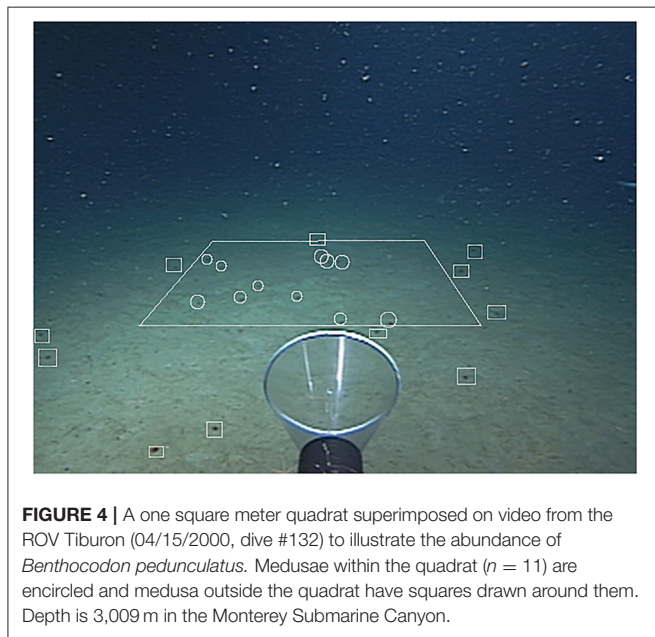 FIGURE 4 | A one square meter quadrat superimposed on video from the
ROV Tiburon (04/15/2000, dive #132) to illustrate the abundance of
Benthocodon pedunculatus. Medusae within the quadrat (n = 11) are
encircled and medusa outside the quadrat have squares drawn around them.
Depth is 3,009 m in the Monterey Submarine Canyon.